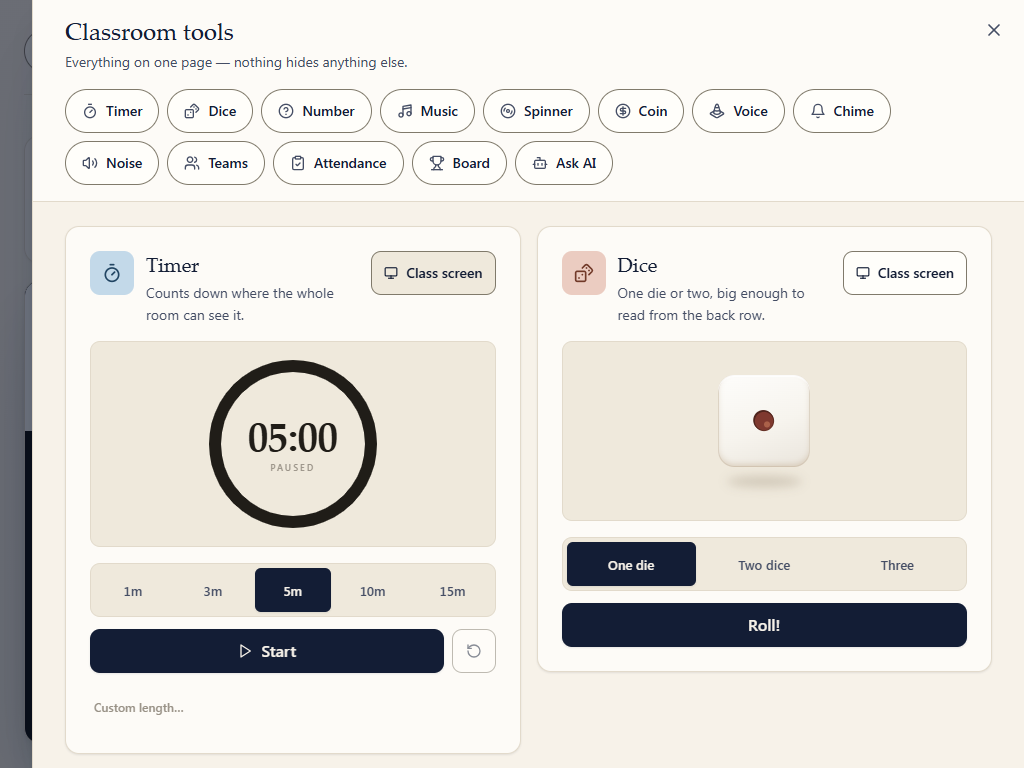 Classroom tools
Everything on one page — nothing hides anything else.
Timer
Dice
Number
Music
Spinner
Coin
Voice
Chime
Noise
Teams
Attendance
Board
Ask AI
Timer
Class screen
Counts down where the whole
room can see it.
05:00
PAUSED
1m
3m
5m
10m
15m
Start
Custom length...
Dice
Class screen
One die or two, big enough to
read from the back row.
One die
Two dice
Three
Roll!